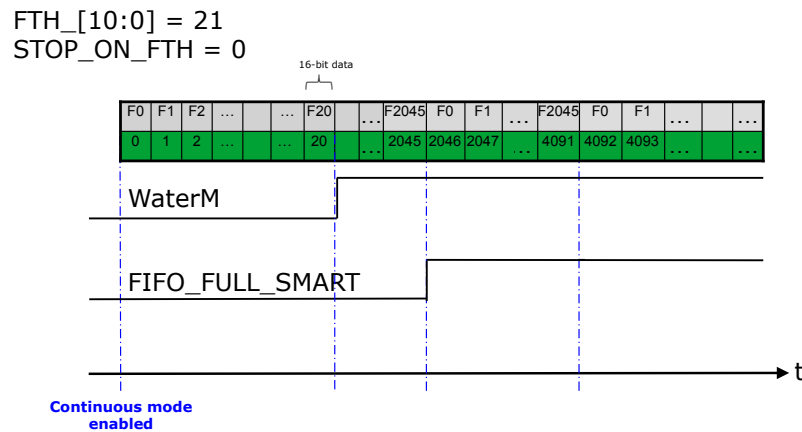 FTH_[10:0] = 21
STOP_ON_FTH = 0
16-bit data
F0 F1 F2 ... ... F20 ... F2045 F0 F1 ... F2045 F0 F1 ... ...
0 1 2 ... ... 20 ... 2045 2046 2047 ... 4091 4092 4093 ... ...
WaterM
FIFO_FULL_SMART
t
Continuous mode
enabled